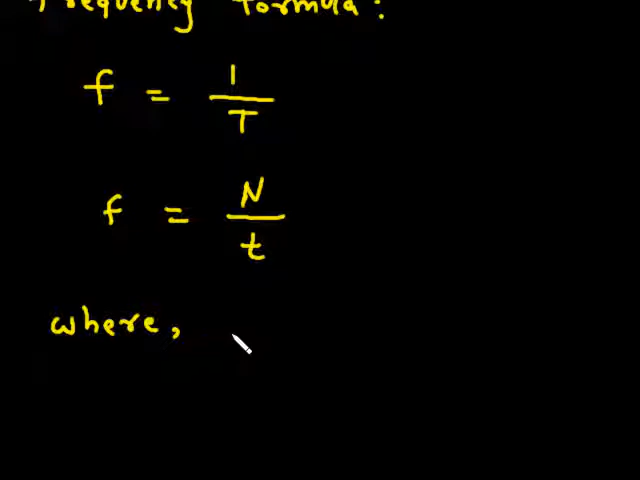 Frequency formula:
f = 1/T
f = N/t
where,